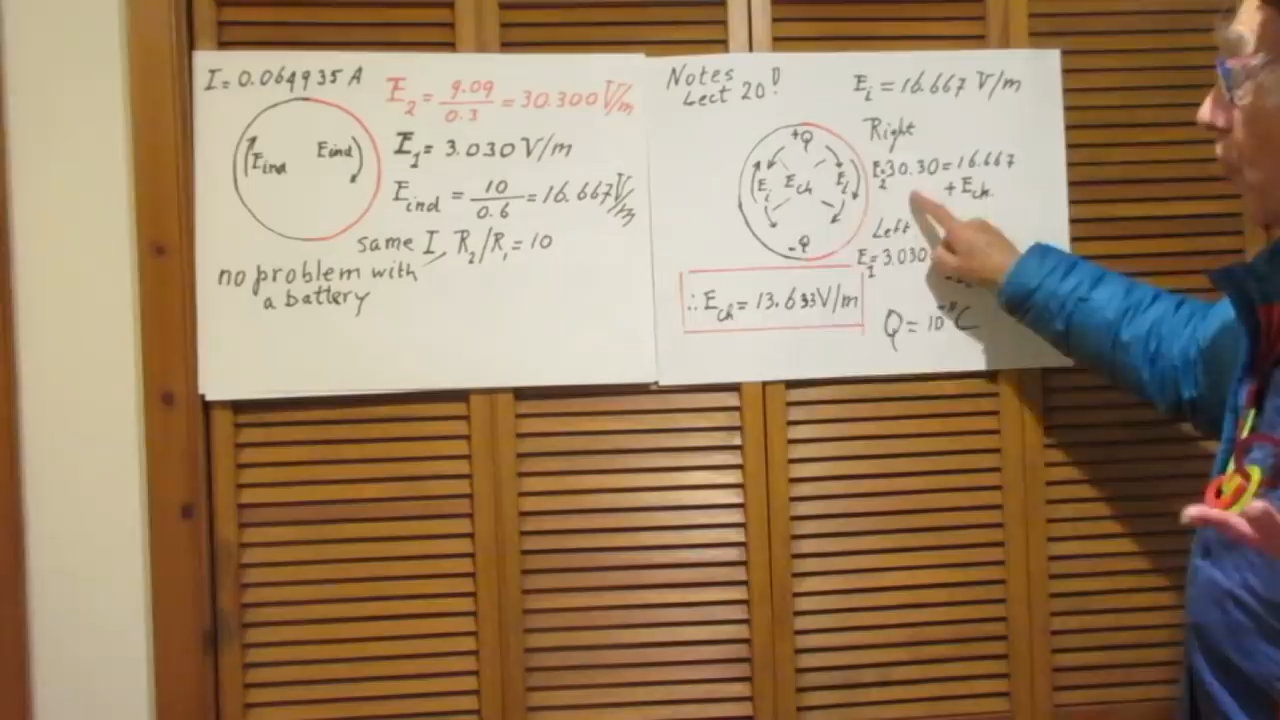 I = 0.064935 A
E₂ = 9.09/0.3 = 30.300 V/m
E₁ = 3.030 V/m
Eind Eind
Eind = 10/0.6 = 16.667 V/m
same I, R₂/R₁ = 10
no problem with
a battery
Notes
Lect 20!
Ei = 16.667 V/m
+Q
Ei Ech Ei
-Q
∴ Ech = 13.633 V/m
Right
E₂ = 30.30 = 16.667
+ Ech
Left
E₁ = 3.030